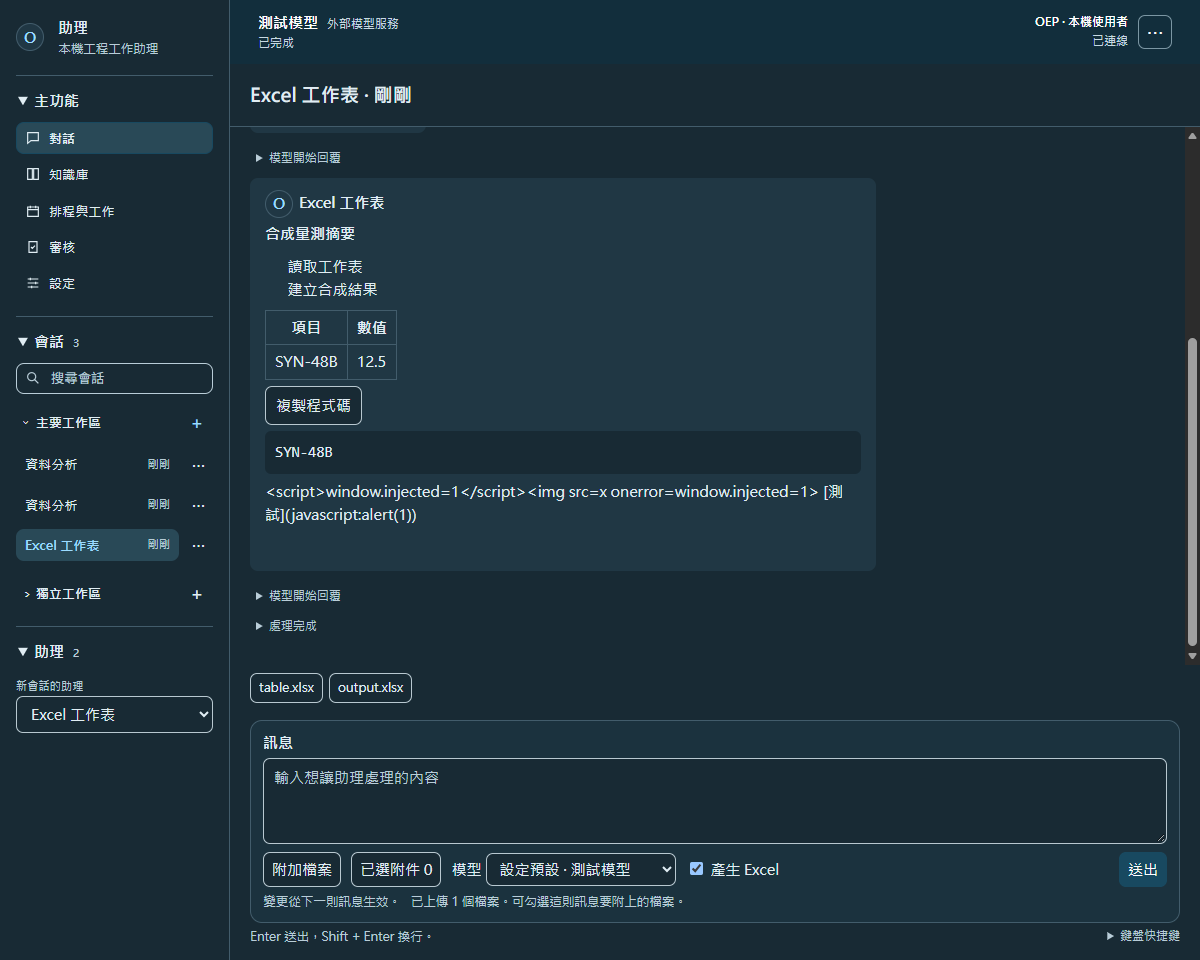 O
助理
本機工程工作助理
▼ 主功能
對話
知識庫
排程與工作
審核
設定
▼ 會話 3
搜尋會話
主要工作區 +
資料分析 剛剛 ...
資料分析 剛剛 ...
Excel 工作表 剛剛 ...
獨立工作區 +
▼ 助理 2
新會話的助理
Excel 工作表
測試模型 外部模型服務
已完成
OEP · 本機使用者
已連線
...
Excel 工作表 · 剛剛
▶ 模型開始回覆
O Excel 工作表
合成量測摘要
讀取工作表
建立合成結果
項目 數值
SYN-48B 12.5
複製程式碼
SYN-48B
<script>window.injected=1</script><img src=x onerror=window.injected=1> [測
試](javascript:alert(1))
▶ 模型開始回覆
▶ 處理完成
table.xlsx output.xlsx
訊息
輸入想讓助理處理的內容
附加檔案 已選附件 0 模型 設定預設 · 測試模型 產生 Excel 送出
變更從下一則訊息生效。 已上傳 1 個檔案。可勾選這則訊息要附上的檔案。
Enter 送出，Shift + Enter 換行。 ▶ 鍵盤快捷鍵